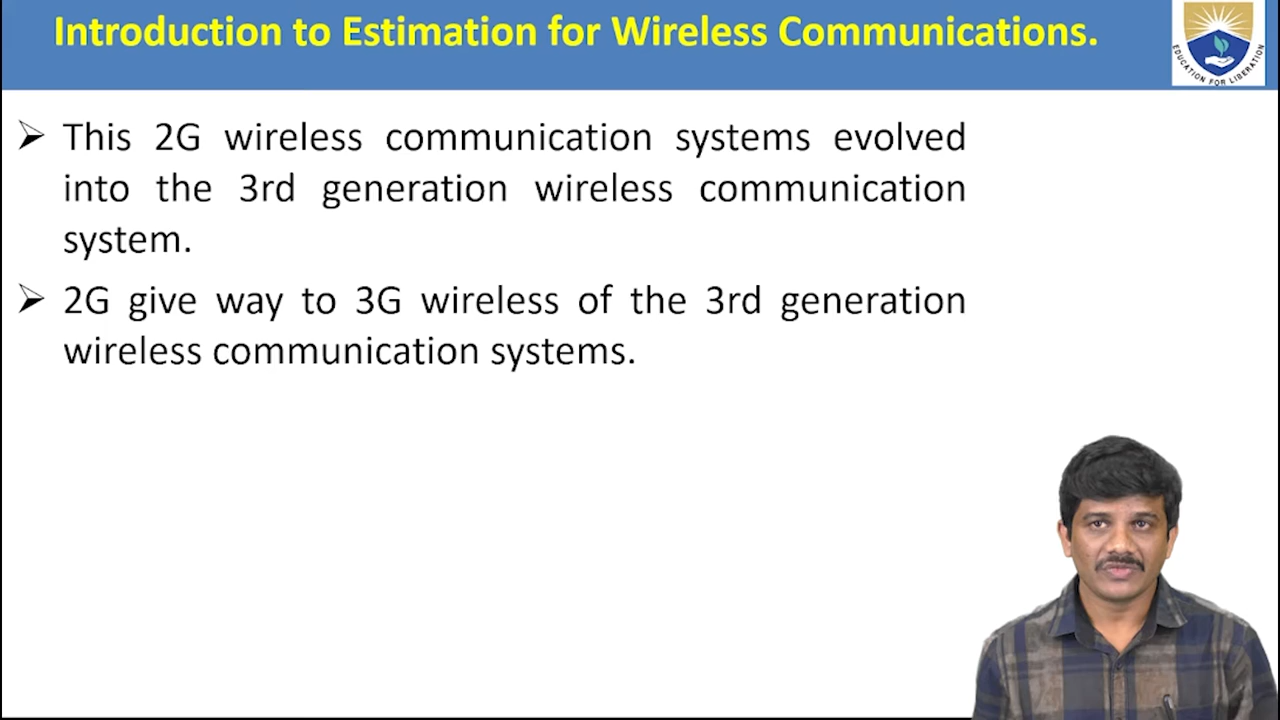 Introduction to Estimation for Wireless Communications.
EDUCATION FOR LIBERATION
➢ This 2G wireless communication systems evolved
into the 3rd generation wireless communication
system.
➢ 2G give way to 3G wireless of the 3rd generation
wireless communication systems.